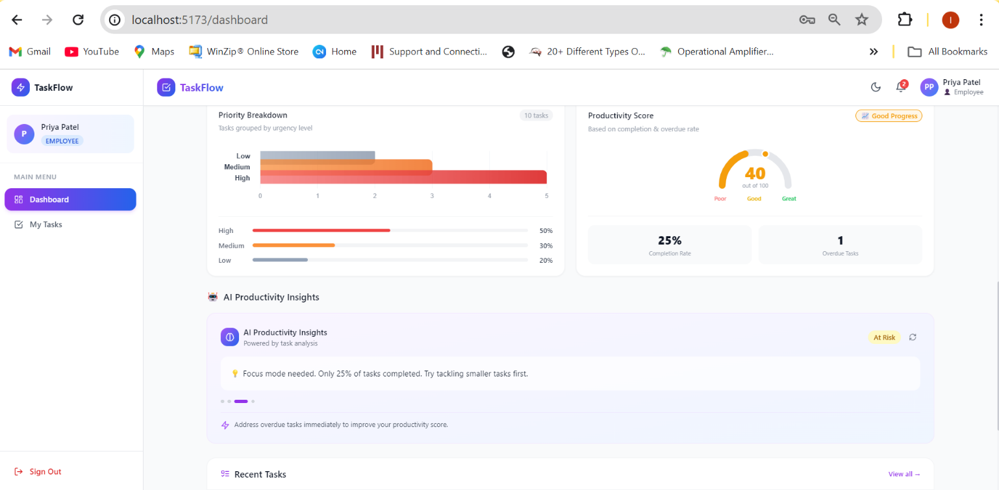 localhost:5173/dashboard
I
Gmail
YouTube
Maps
WinZip® Online Store
Home
Support and Connecti...
20+ Different Types O...
Operational Amplifier...
All Bookmarks
TaskFlow
TaskFlow
2
PP
Priya Patel
Employee
P
Priya Patel
EMPLOYEE
MAIN MENU
Dashboard
My Tasks
Sign Out
Priority Breakdown
10 tasks
Tasks grouped by urgency level
Low
Medium
High
0 1 2 3 4 5
High 50%
Medium 30%
Low 20%
Productivity Score
Good Progress
Based on completion & overdue rate
40
out of 100
Poor Good Great
25%
Completion Rate
1
Overdue Tasks
AI Productivity Insights
AI Productivity Insights
Powered by task analysis
At Risk
Focus mode needed. Only 25% of tasks completed. Try tackling smaller tasks first.
Address overdue tasks immediately to improve your productivity score.
Recent Tasks
View all →